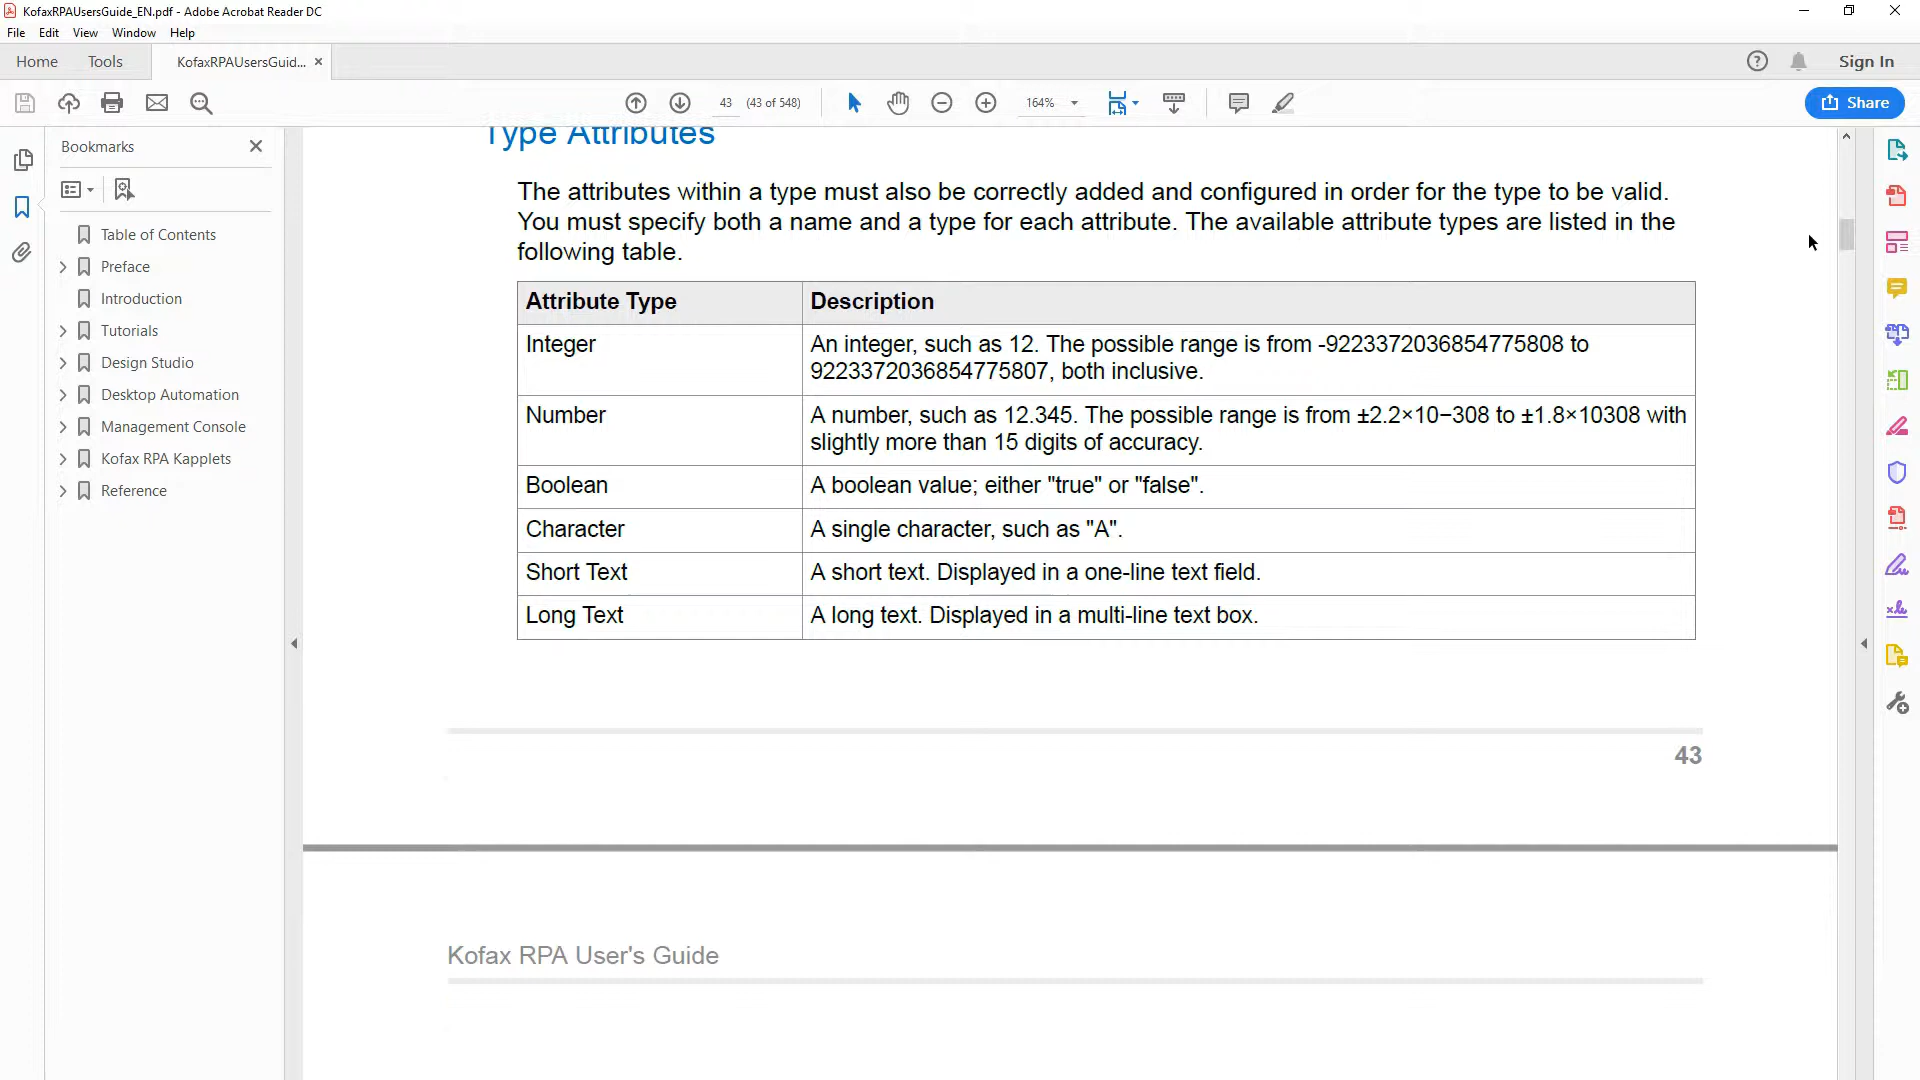 KofaxRPAUsersGuide_EN.pdf - Adobe Acrobat Reader DC
File Edit View Window Help
Home Tools KofaxRPAUsersGuid... × Sign In
43 (43 of 548) 164% Share
Bookmarks
Table of Contents
Preface
Introduction
Tutorials
Design Studio
Desktop Automation
Management Console
Kofax RPA Kapplets
Reference
Type Attributes
The attributes within a type must also be correctly added and configured in order for the type to be valid.
You must specify both a name and a type for each attribute. The available attribute types are listed in the
following table.
Attribute Type Description
Integer An integer, such as 12. The possible range is from -9223372036854775808 to
9223372036854775807, both inclusive.
Number A number, such as 12.345. The possible range is from ±2.2×10−308 to ±1.8×10308 with
slightly more than 15 digits of accuracy.
Boolean A boolean value; either "true" or "false".
Character A single character, such as "A".
Short Text A short text. Displayed in a one-line text field.
Long Text A long text. Displayed in a multi-line text box.
43
Kofax RPA User's Guide